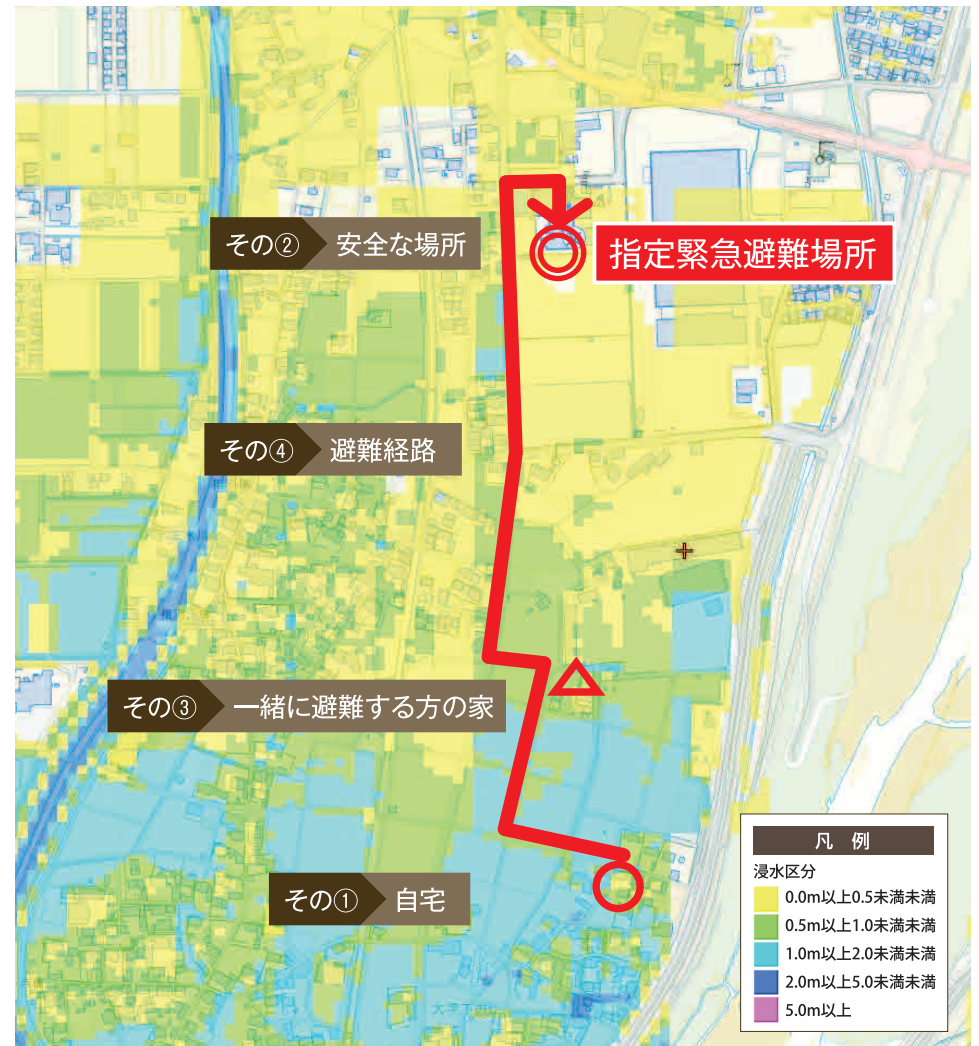 その② 安全な場所
指定緊急避難場所
その④ 避難経路
その③ 一緒に避難する方の家
その① 自宅
凡 例
浸水区分
0.0m以上0.5未満未満
0.5m以上1.0未満未満
1.0m以上2.0未満未満
2.0m以上5.0未満未満
5.0m以上